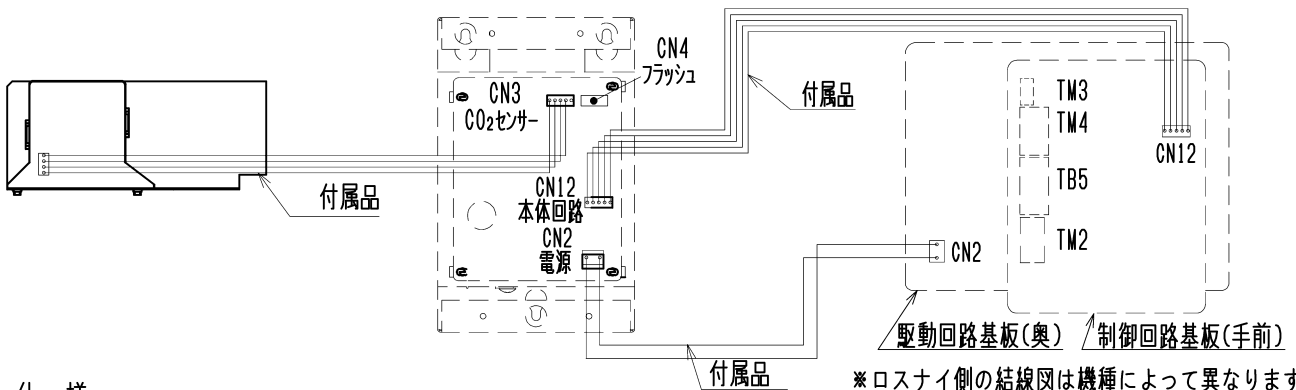 CN4
フラッシュ
CN3
CO₂センサー
付属品
TM3
TM4
CN12
TB5
付属品
CN12
本体回路
CN2
電源
TM2
CN2
駆動回路基板(奥)
制御回路基板(手前)
付属品
※ロスナイ側の結線図は機種によって異なります
仕 様